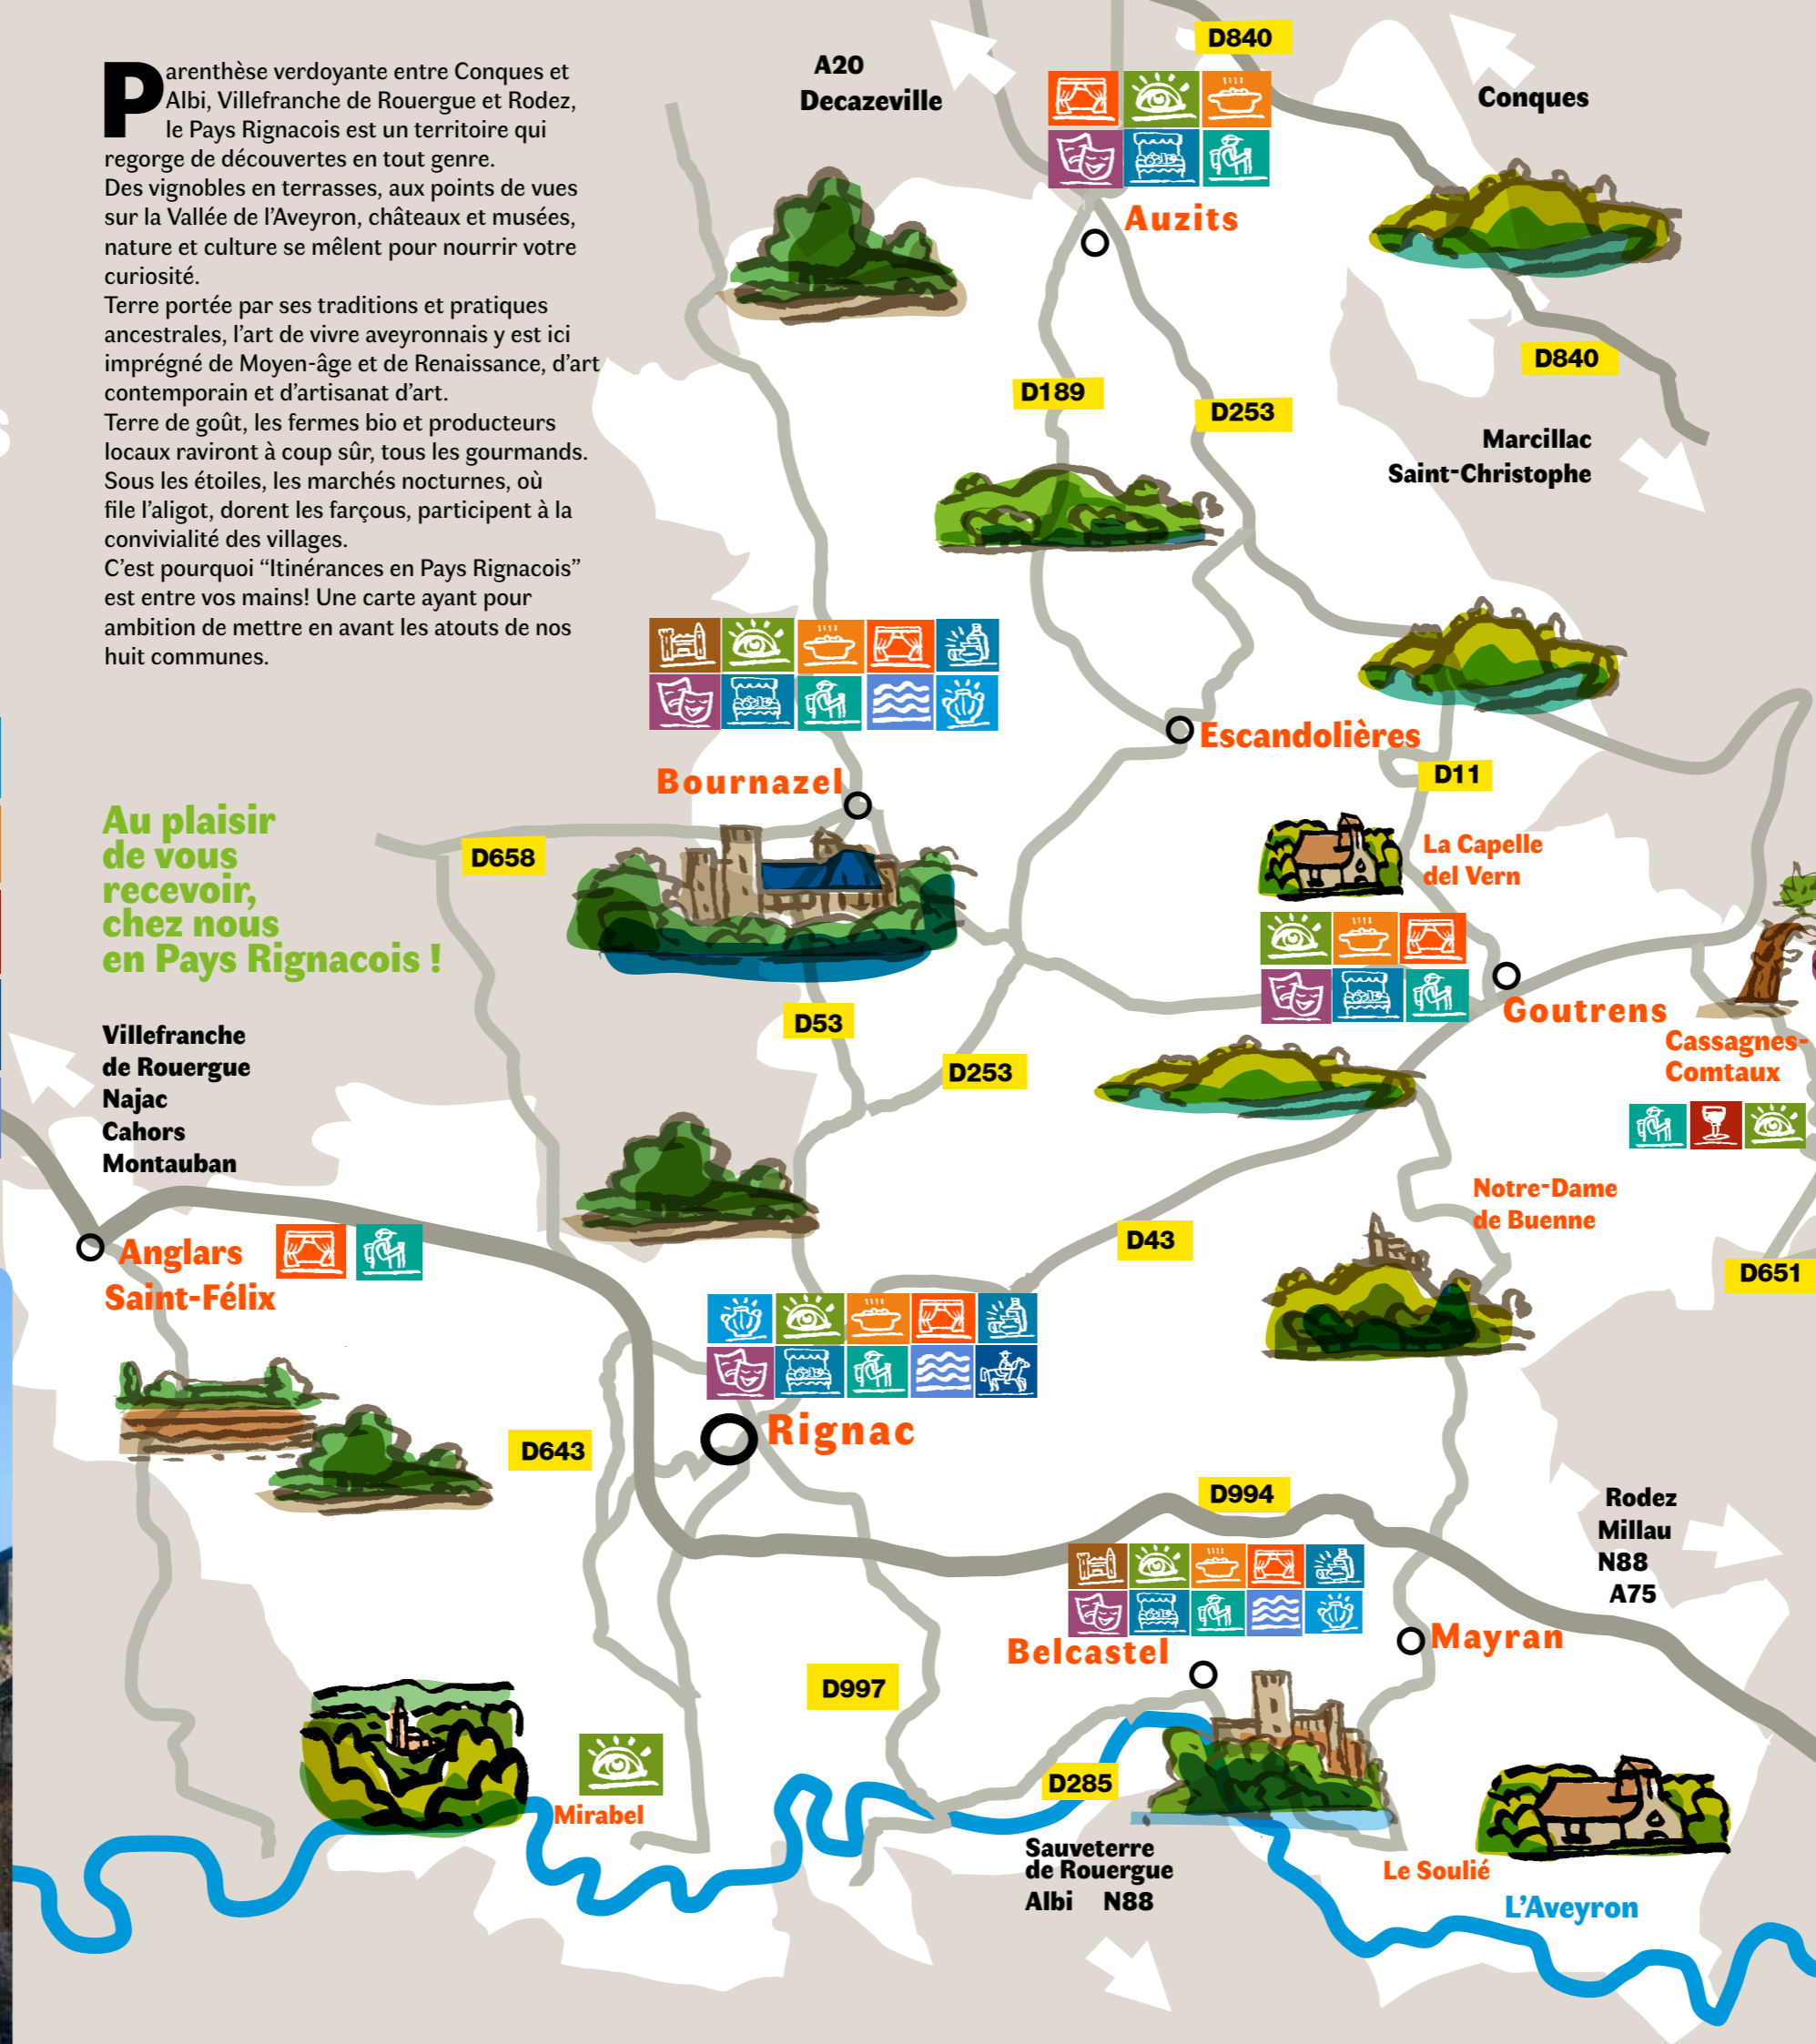 Parenthèse verdoyante entre Conques et
Albi, Villefranche de Rouergue et Rodez,
le Pays Rignacois est un territoire qui
regorge de découvertes en tout genre.
Des vignobles en terrasses, aux points de vues
sur la Vallée de l’Aveyron, châteaux et musées,
nature et culture se mêlent pour nourrir votre
curiosité.
Terre portée par ses traditions et pratiques
ancestrales, l’art de vivre aveyronnais y est ici
imprégné de Moyen-âge et de Renaissance, d’art
contemporain et d’artisanat d’art.
Terre de goût, les fermes bio et producteurs
locaux raviront à coup sûr, tous les gourmands.
Sous les étoiles, les marchés nocturnes, où
file l’aligot, dorent les farçous, participent à la
convivialité des villages.
C’est pourquoi “Itinérances en Pays Rignacois”
est entre vos mains! Une carte ayant pour
ambition de mettre en avant les atouts de nos
huit communes.
Au plaisir
de vous
recevoir,
chez nous
en Pays Rignacois !
Villefranche
de Rouergue
Najac
Cahors
Montauban
A20
Decazeville
D840
Conques
Auzits
D840
D189
D253
Marcillac
Saint-Christophe
Escandolières
Bournazel
D11
D658
La Capelle
del Vern
Goutrens
D53
D253
Cassagnes-
Comtaux
Notre-Dame
de Buenne
D43
D651
Anglars
Saint-Félix
Rignac
D643
D994
Rodez
Millau
N88
A75
Belcastel
Mayran
D997
D285
Mirabel
Sauveterre
de Rouergue
Albi N88
Le Soulié
L’Aveyron